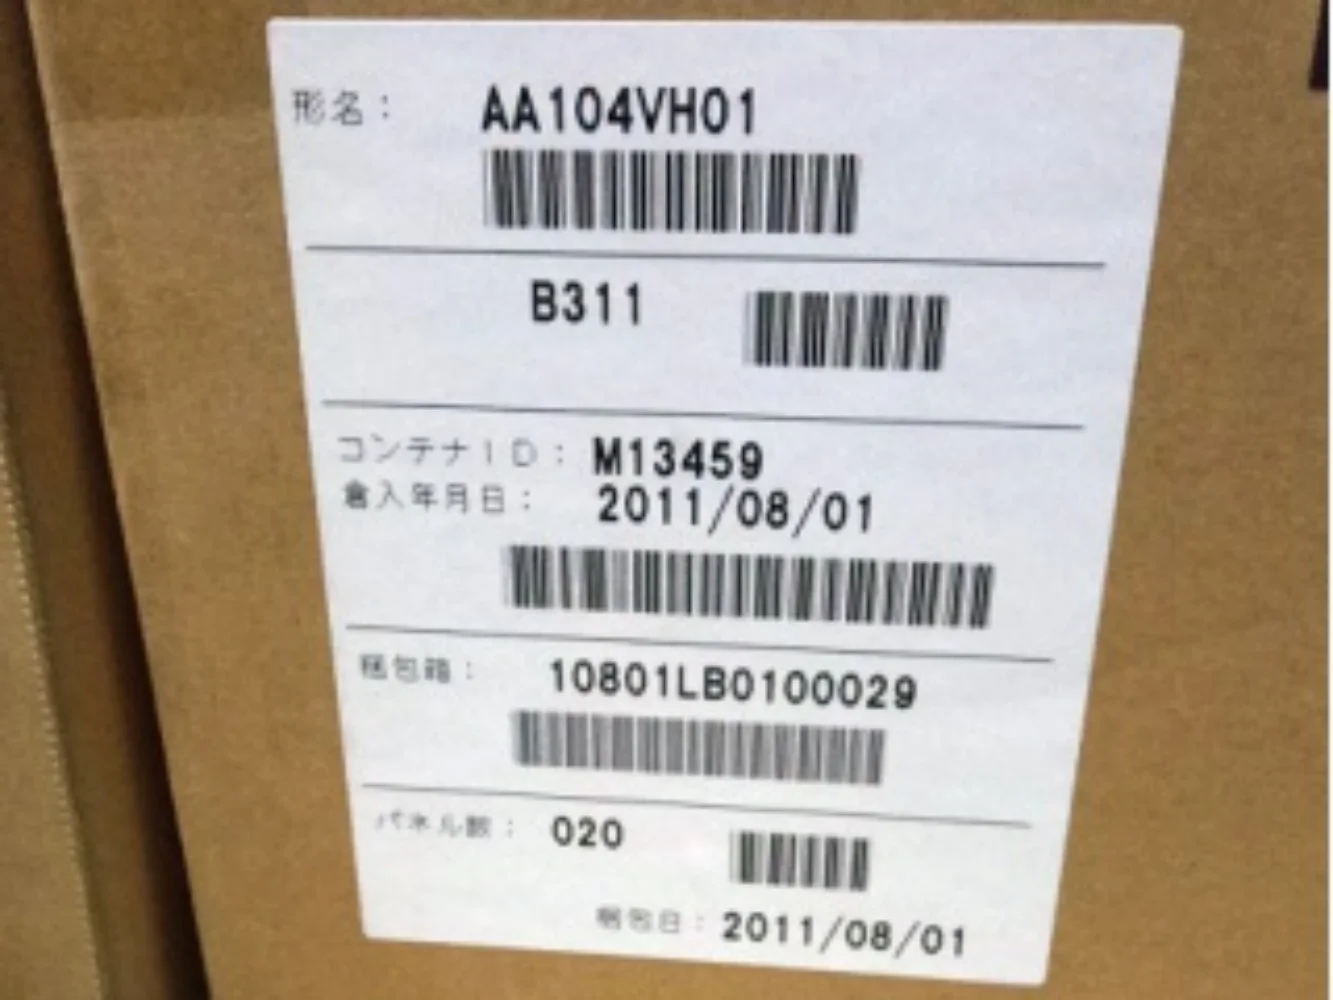 形名： AA104VH01
B311
コンテナID： M13459
倉入年月日： 2011/08/01
梱包箱： 10801LB0100029
パネル数： 020
梱包日： 2011/08/01